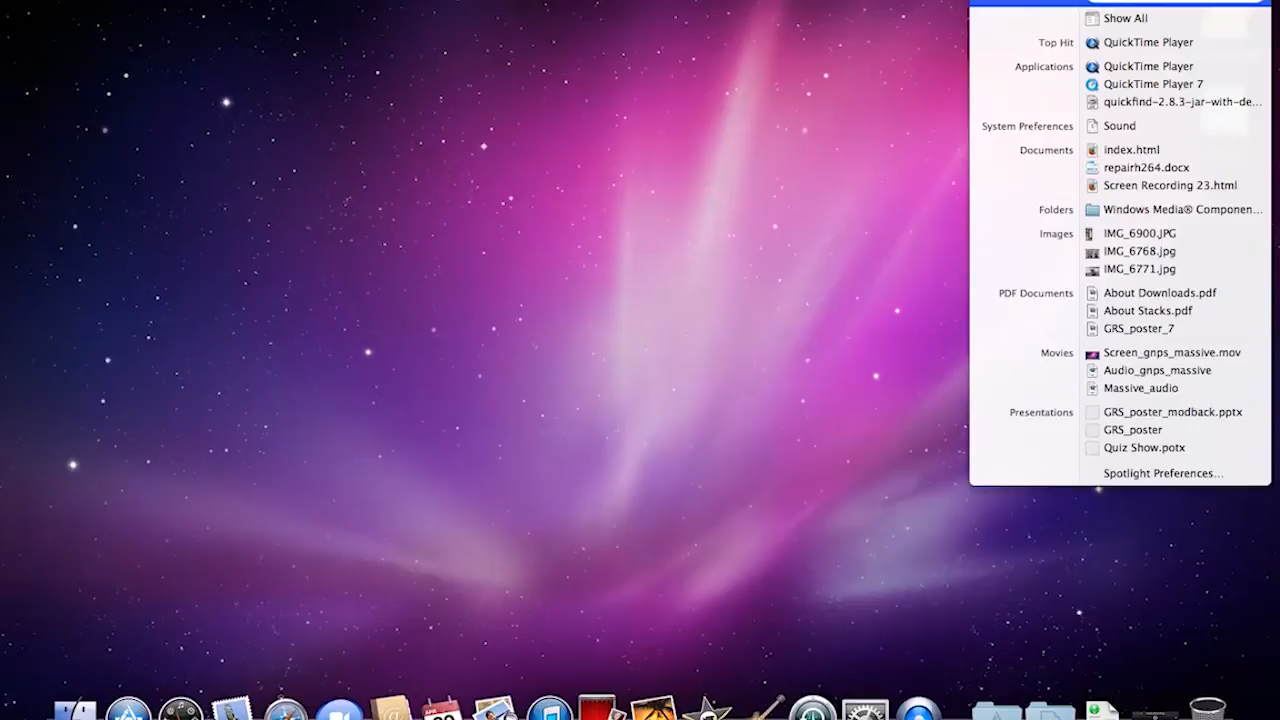 Show All
Top Hit QuickTime Player
Applications QuickTime Player
QuickTime Player 7
quickfind-2.8.3-jar-with-de...
System Preferences Sound
Documents index.html
repairh264.docx
Screen Recording 23.html
Folders Windows Media® Componen...
Images IMG_6900.JPG
IMG_6768.jpg
IMG_6771.jpg
PDF Documents About Downloads.pdf
About Stacks.pdf
GRS_poster_7
Movies Screen_gnps_massive.mov
Audio_gnps_massive
Massive_audio
Presentations GRS_poster_modback.pptx
GRS_poster
Quiz Show.potx
Spotlight Preferences...